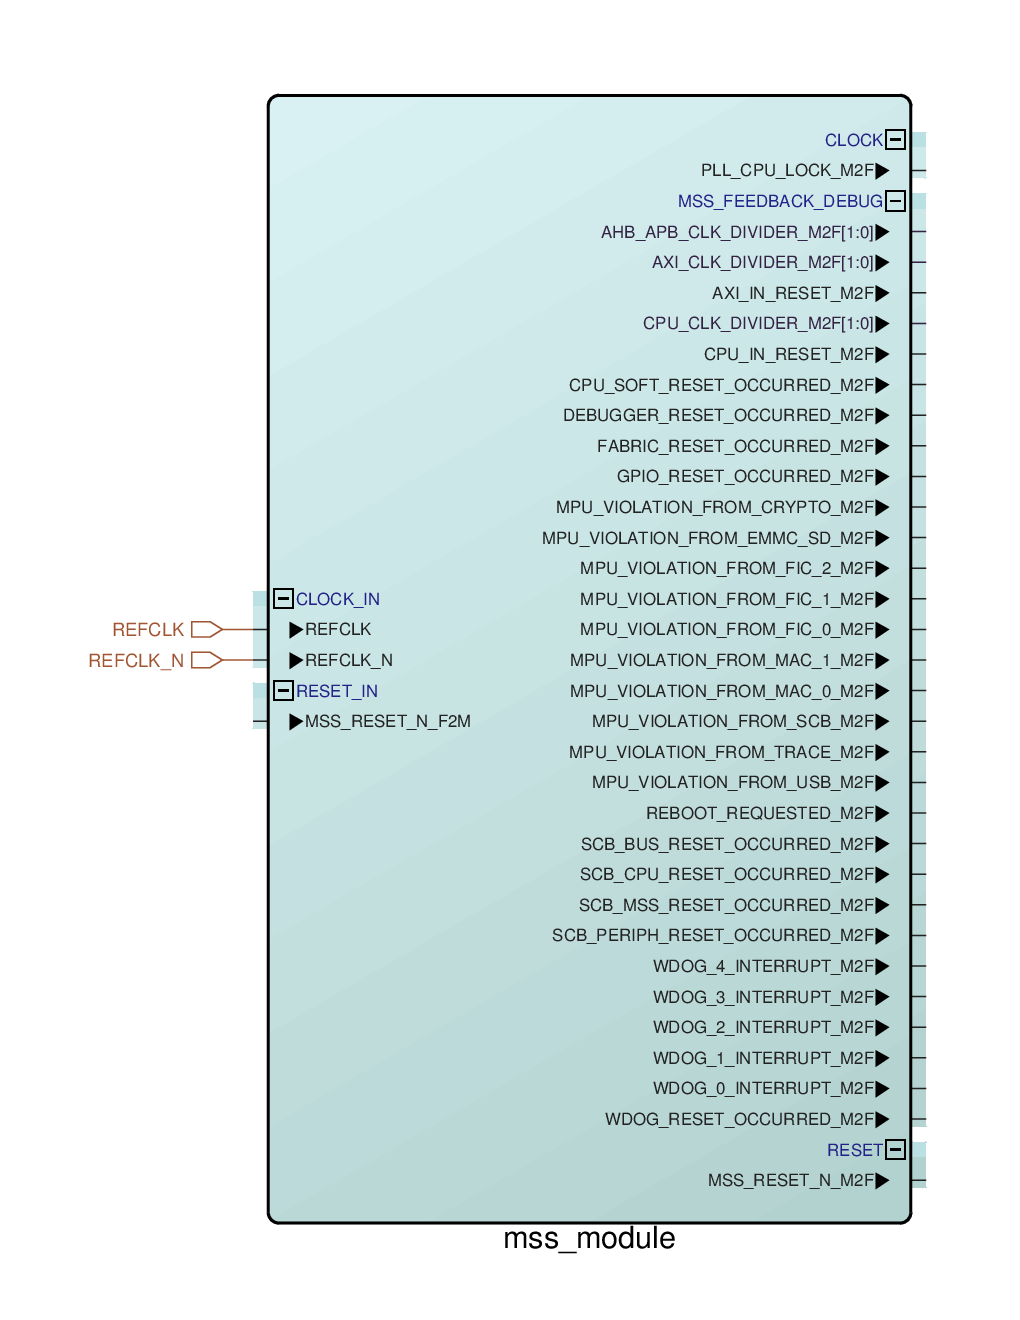 CLOCK
PLL_CPU_LOCK_M2F
MSS_FEEDBACK_DEBUG
AHB_APB_CLK_DIVIDER_M2F[1:0]
AXI_CLK_DIVIDER_M2F[1:0]
AXI_IN_RESET_M2F
CPU_CLK_DIVIDER_M2F[1:0]
CPU_IN_RESET_M2F
CPU_SOFT_RESET_OCCURRED_M2F
DEBUGGER_RESET_OCCURRED_M2F
FABRIC_RESET_OCCURRED_M2F
GPIO_RESET_OCCURRED_M2F
MPU_VIOLATION_FROM_CRYPTO_M2F
MPU_VIOLATION_FROM_EMMC_SD_M2F
MPU_VIOLATION_FROM_FIC_2_M2F
CLOCK_IN MPU_VIOLATION_FROM_FIC_1_M2F
REFCLK REFCLK MPU_VIOLATION_FROM_FIC_0_M2F
REFCLK_N REFCLK_N MPU_VIOLATION_FROM_MAC_1_M2F
RESET_IN MPU_VIOLATION_FROM_MAC_0_M2F
MSS_RESET_N_F2M MPU_VIOLATION_FROM_SCB_M2F
MPU_VIOLATION_FROM_TRACE_M2F
MPU_VIOLATION_FROM_USB_M2F
REBOOT_REQUESTED_M2F
SCB_BUS_RESET_OCCURRED_M2F
SCB_CPU_RESET_OCCURRED_M2F
SCB_MSS_RESET_OCCURRED_M2F
SCB_PERIPH_RESET_OCCURRED_M2F
WDOG_4_INTERRUPT_M2F
WDOG_3_INTERRUPT_M2F
WDOG_2_INTERRUPT_M2F
WDOG_1_INTERRUPT_M2F
WDOG_0_INTERRUPT_M2F
WDOG_RESET_OCCURRED_M2F
RESET
MSS_RESET_N_M2F
mss_module